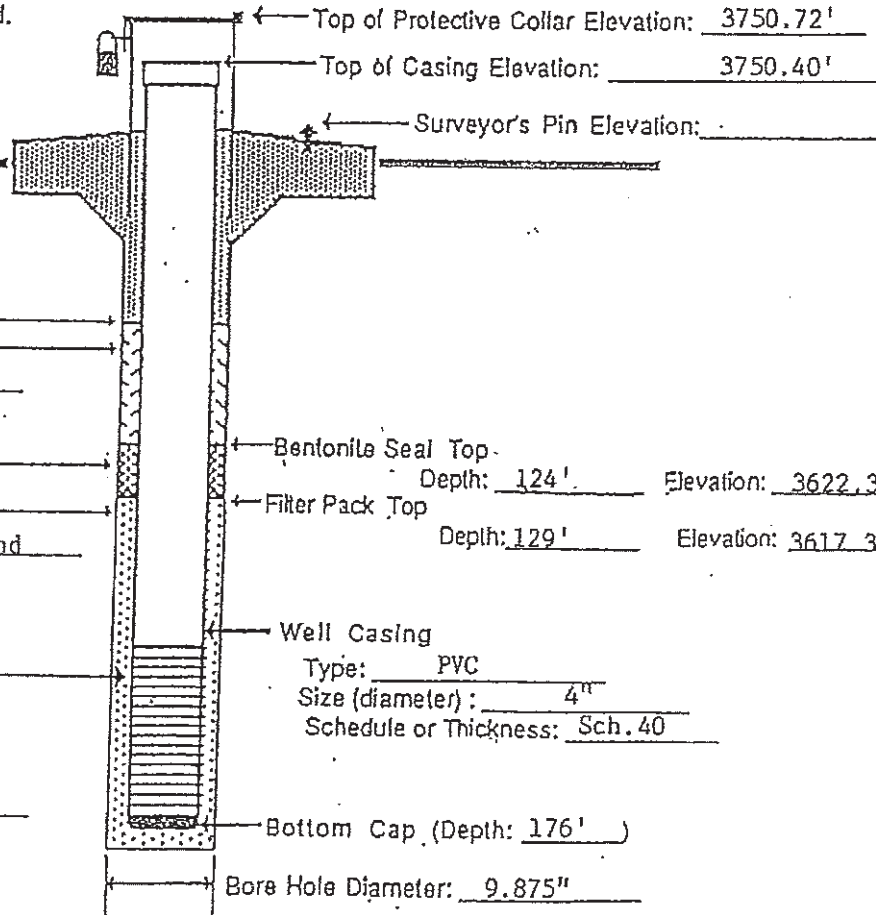 d.
Top of Protective Collar Elevation: 3750.72'
Top of Casing Elevation: 3750.40'
Surveyor's Pin Elevation:
Bentonite Seal Top
Depth: 124' Elevation: 3622.3
Filter Pack Top
Depth: 129' Elevation: 3617.3
nd
Well Casing
Type: PVC
Size (diameter): 4"
Schedule or Thickness: Sch.40
Bottom Cap (Depth: 176')
Bore Hole Diameter: 9.875"